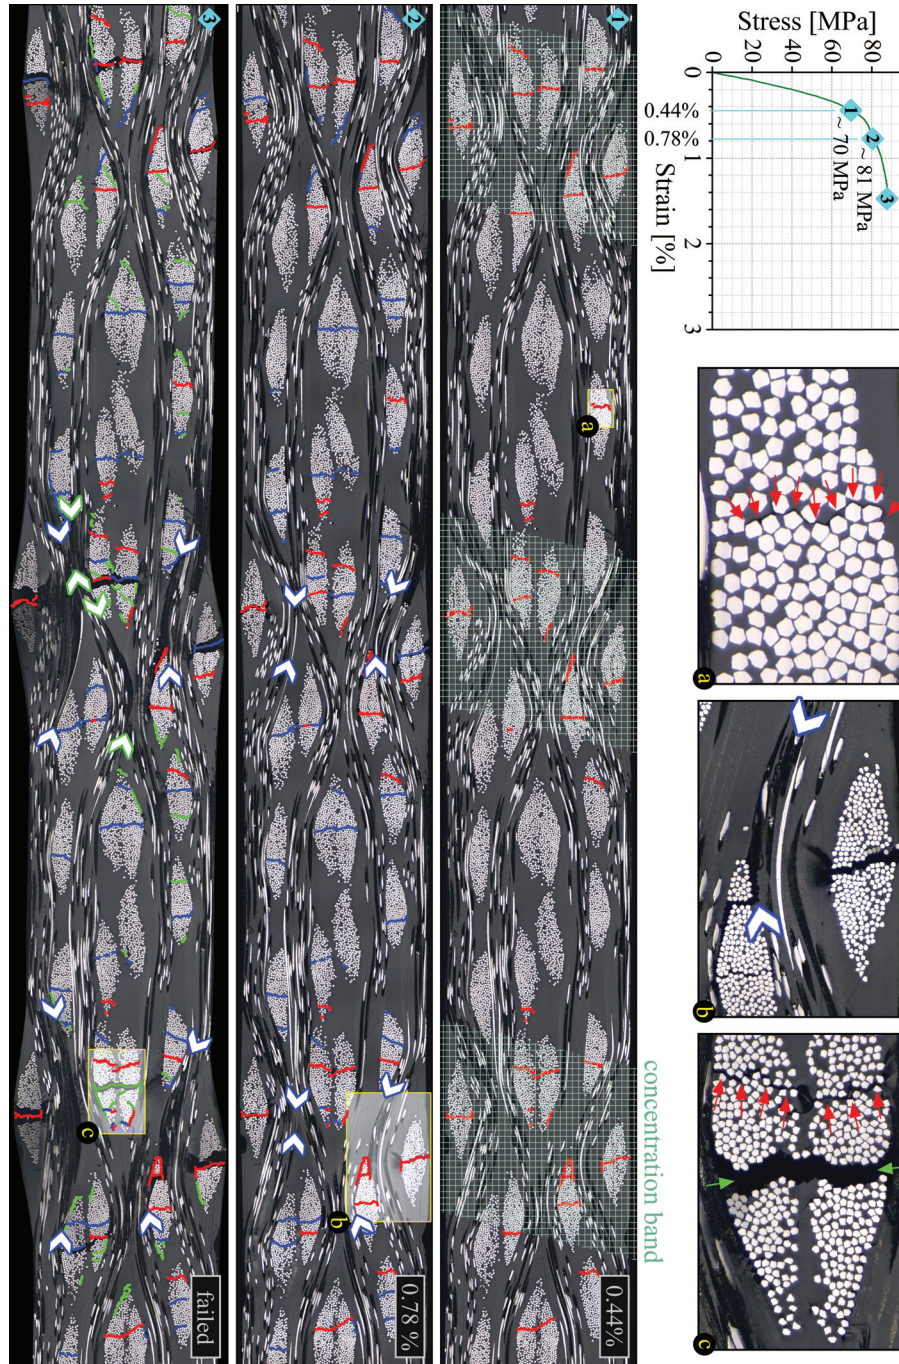 Stress [MPa]
80
60
40
20
0
0
1
2
3
Strain [%]
0.44%
0.78%
1
2
3
~ 70 MPa
~ 81 MPa
a
b
c
concentration band
1
0.44%
a
2
0.78 %
b
3
failed
c